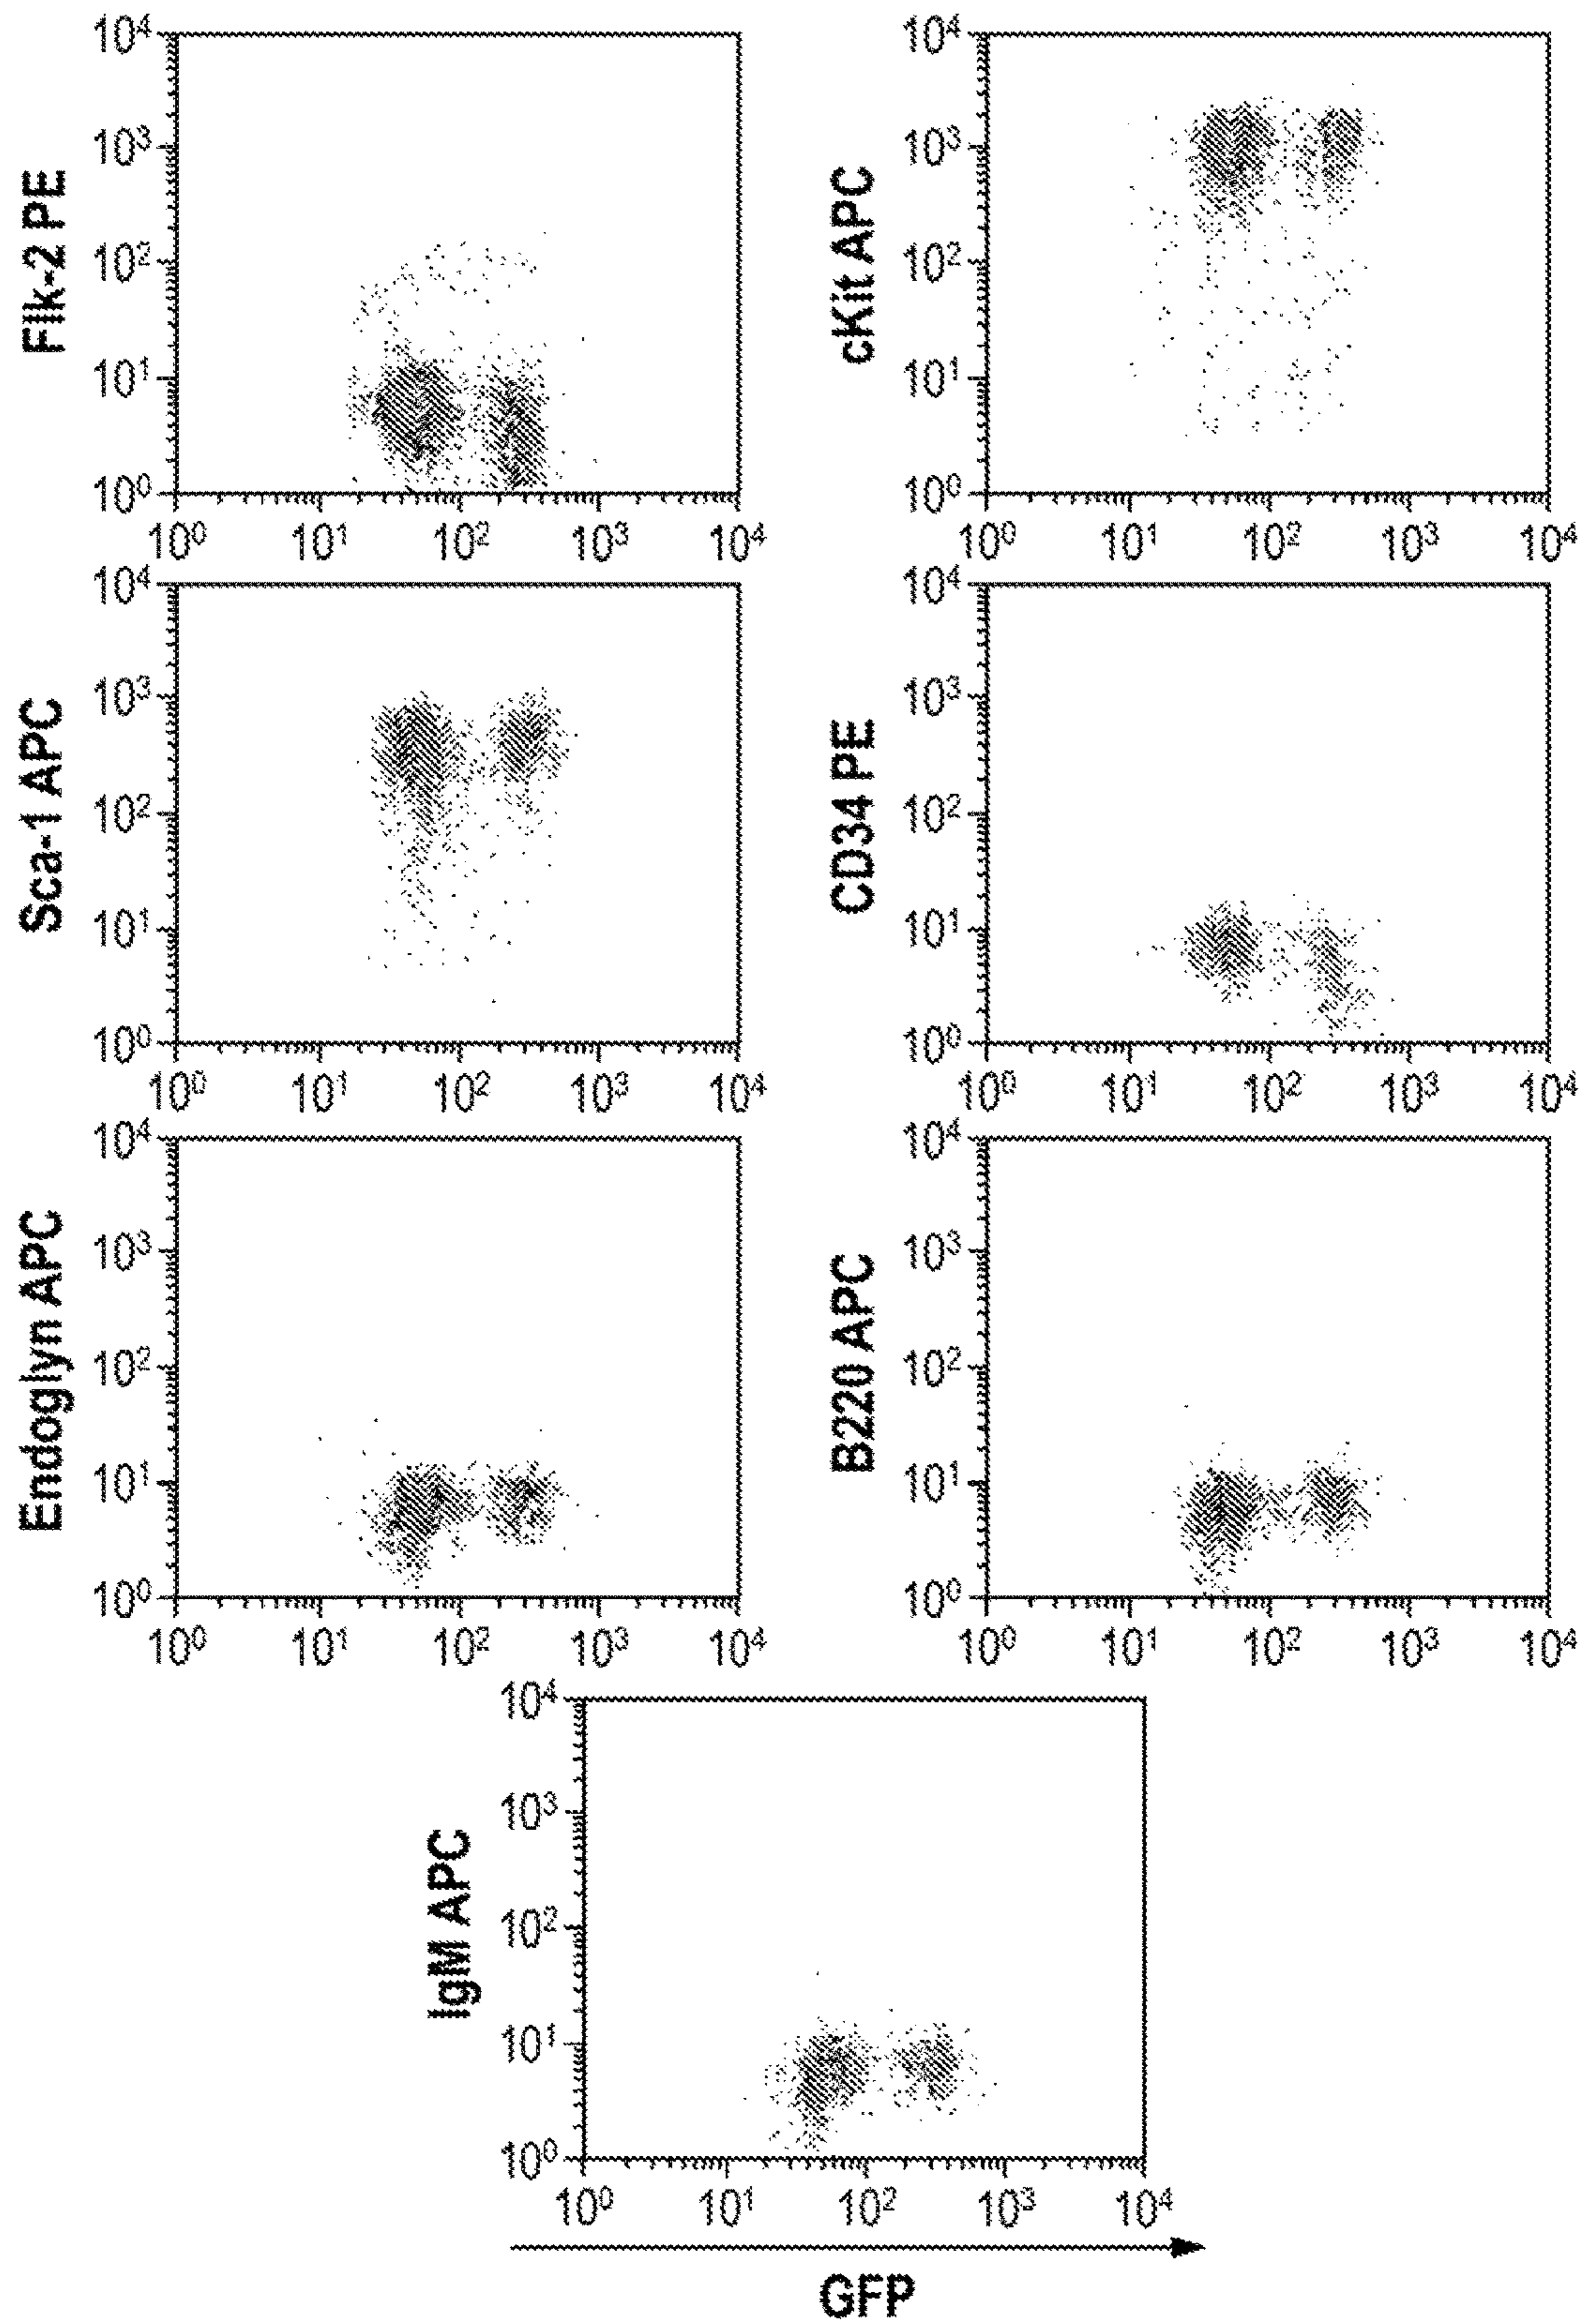 10⁴ 10³ 10² 10¹ 10⁰
Flk-2 PE
10⁰ 10¹ 10² 10³ 10⁴
10⁴ 10³ 10² 10¹ 10⁰
cKit APC
10⁰ 10¹ 10² 10³ 10⁴
10⁴ 10³ 10² 10¹ 10⁰
Sca-1 APC
10⁰ 10¹ 10² 10³ 10⁴
10⁴ 10³ 10² 10¹ 10⁰
CD34 PE
10⁰ 10¹ 10² 10³ 10⁴
10⁴ 10³ 10² 10¹ 10⁰
Endoglyn APC
10⁰ 10¹ 10² 10³ 10⁴
10⁴ 10³ 10² 10¹ 10⁰
B220 APC
10⁰ 10¹ 10² 10³ 10⁴
10⁴ 10³ 10² 10¹ 10⁰
IgM APC
10⁰ 10¹ 10² 10³ 10⁴
GFP